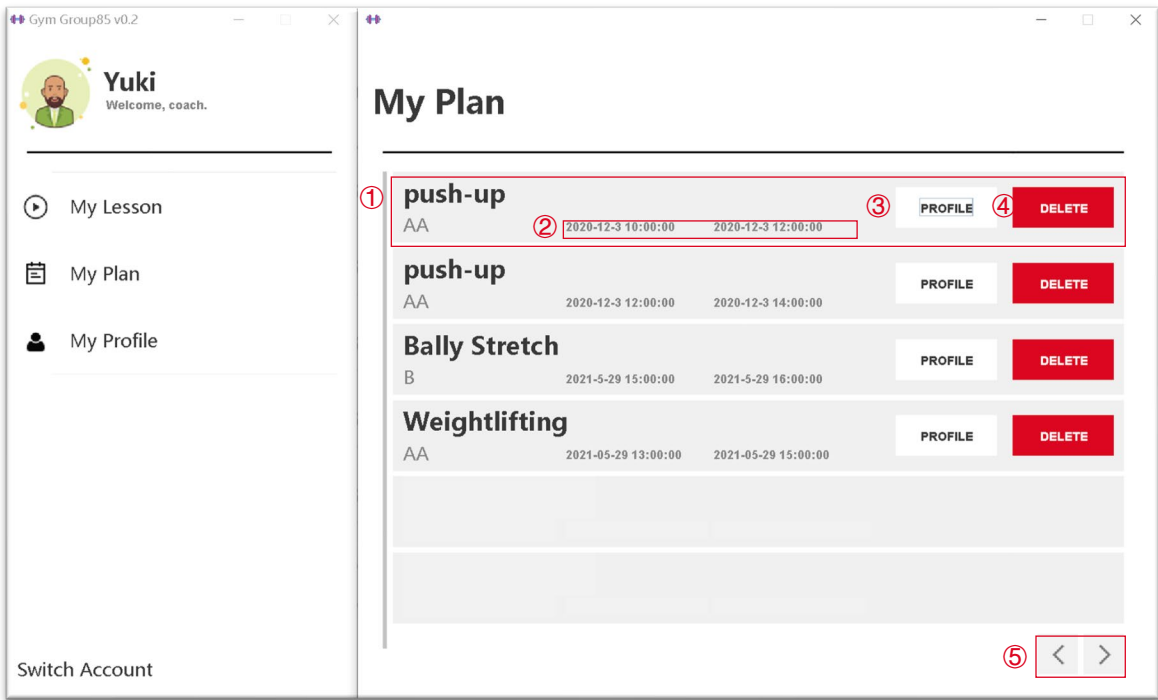 Gym Group85 v0.2
Yuki
Welcome, coach.
My Lesson
My Plan
My Profile
Switch Account
My Plan
①
push-up
AA
②
2020-12-3 10:00:00 2020-12-3 12:00:00
③
PROFILE
④
DELETE
push-up
AA
2020-12-3 12:00:00 2020-12-3 14:00:00
PROFILE
DELETE
Bally Stretch
B
2021-5-29 15:00:00 2021-5-29 16:00:00
PROFILE
DELETE
Weightlifting
AA
2021-05-29 13:00:00 2021-05-29 15:00:00
PROFILE
DELETE
⑤